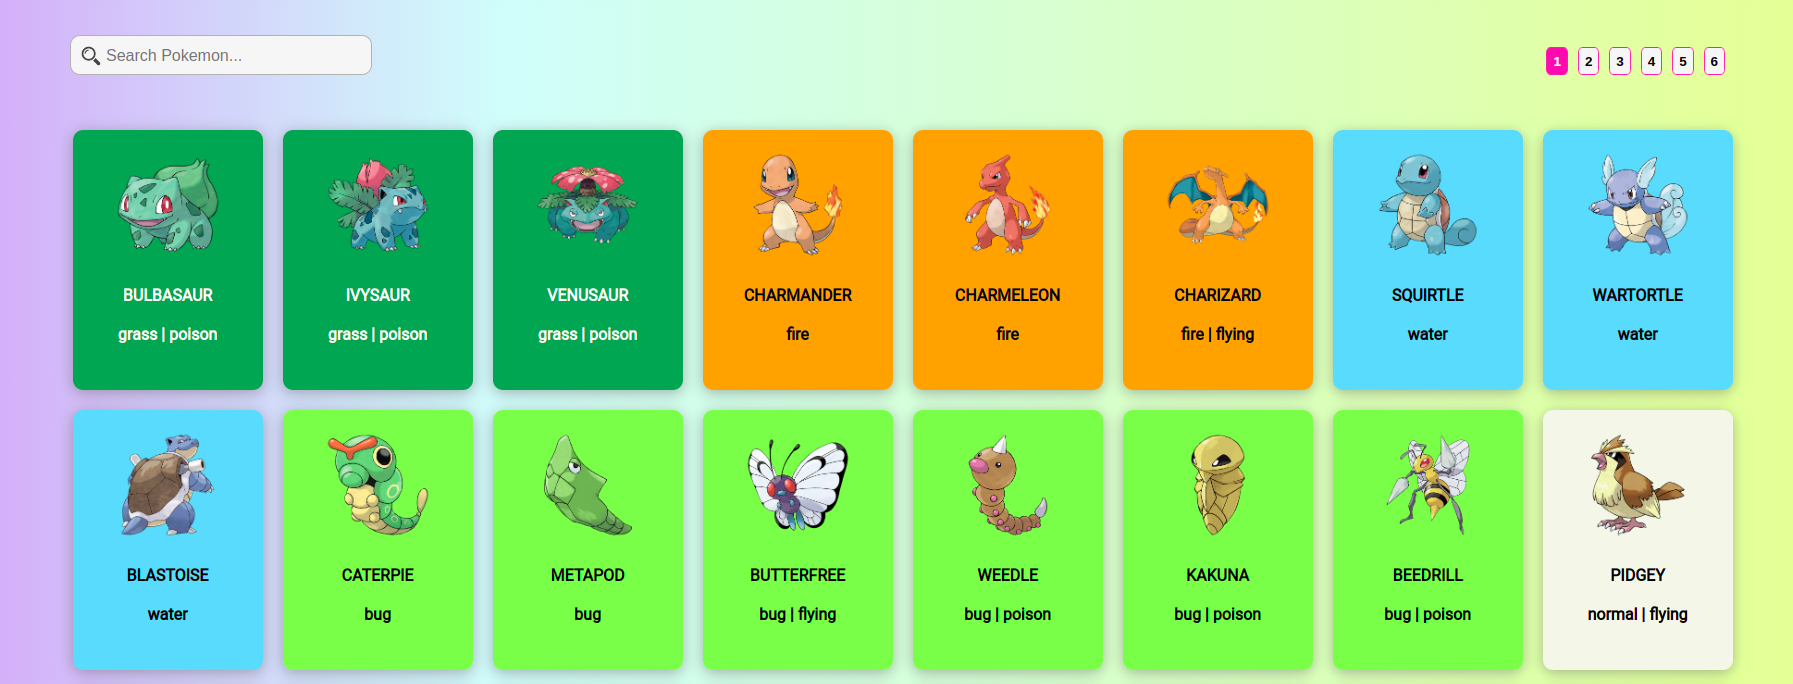 Search Pokemon...
1 2 3 4 5 6
BULBASAUR IVYSAUR VENUSAUR CHARMANDER CHARMELEON CHARIZARD SQUIRTLE WARTORTLE
grass | poison grass | poison grass | poison fire fire fire | flying water water
BLASTOISE CATERPIE METAPOD BUTTERFREE WEEDLE KAKUNA BEEDRILL PIDGEY
water bug bug bug | flying bug | poison bug | poison bug | poison normal | flying